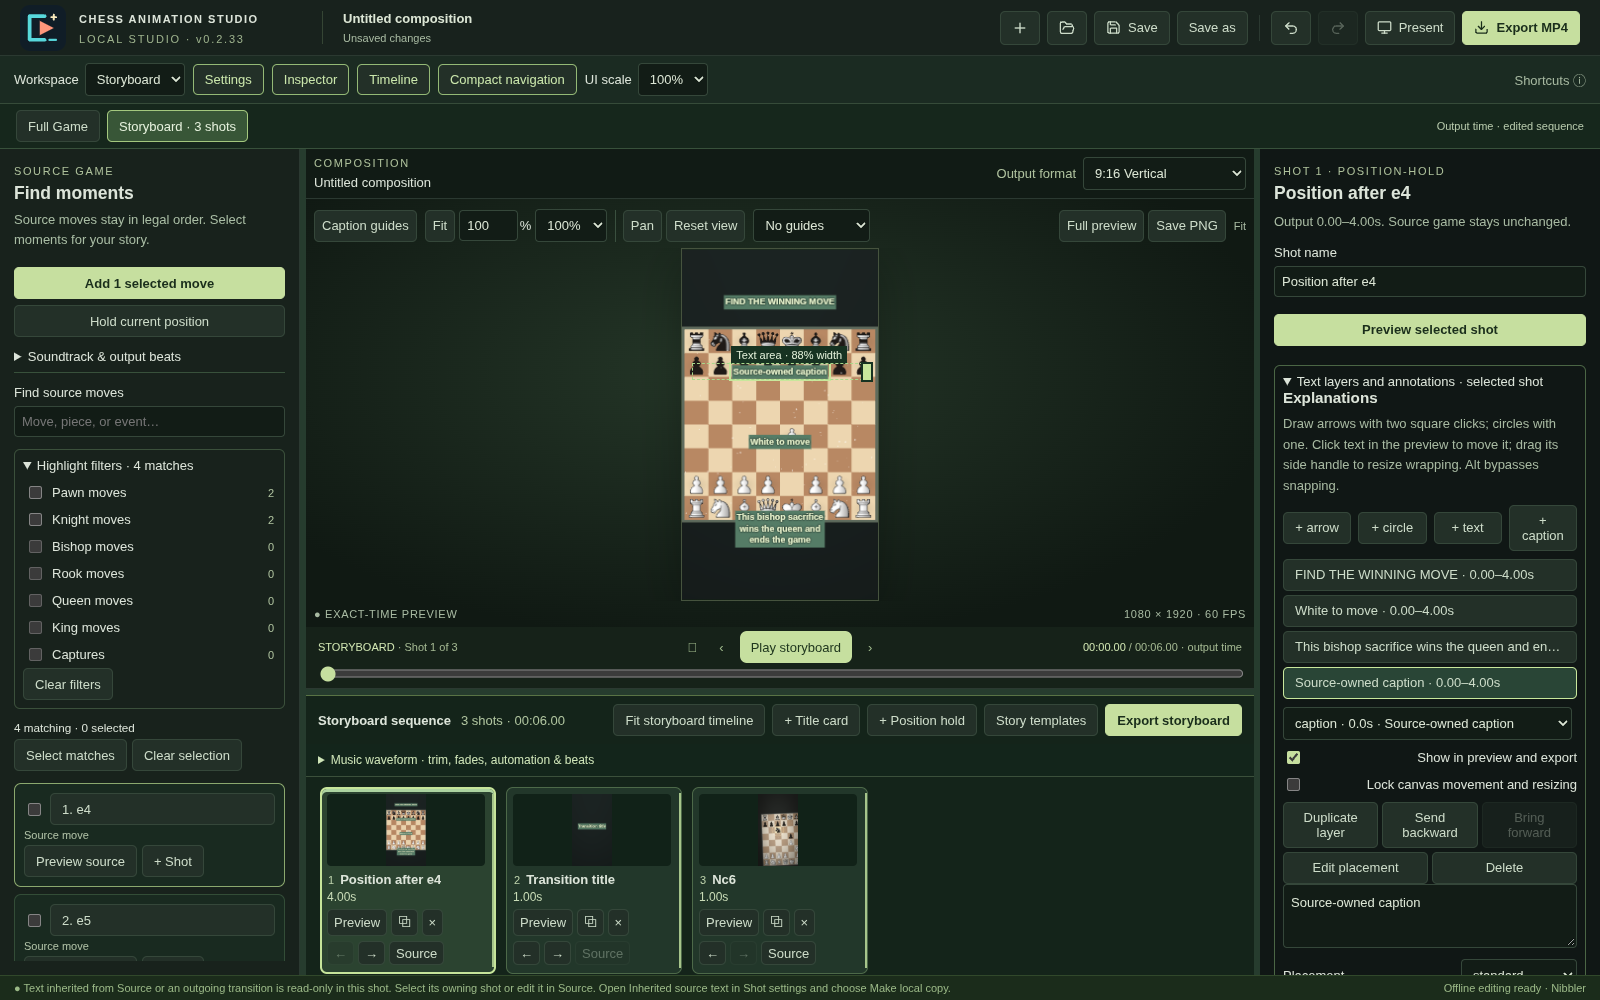 CHESS ANIMATION STUDIO
LOCAL STUDIO · v0.2.33
Untitled composition
Unsaved changes
Save
Save as
Present
Export MP4
Workspace
Storyboard
Settings
Inspector
Timeline
Compact navigation
UI scale
100%
Shortcuts ⓘ
Full Game
Storyboard · 3 shots
Output time · edited sequence
SOURCE GAME
Find moments
Source moves stay in legal order. Select
moments for your story.
Add 1 selected move
Hold current position
Soundtrack & output beats
Find source moves
Move, piece, or event…
Highlight filters · 4 matches
Pawn moves 2
Knight moves 2
Bishop moves 0
Rook moves 0
Queen moves 0
King moves 0
Captures 0
Clear filters
4 matching · 0 selected
Select matches
Clear selection
1. e4
Source move
Preview source
+ Shot
2. e5
Source move
COMPOSITION
Untitled composition
Output format
9:16 Vertical
Caption guides
Fit
100
%
100%
Pan
Reset view
No guides
Full preview
Save PNG
Fit
FIND THE WINNING MOVE
Text area · 88% width
Source-owned caption
White to move
This bishop sacrifice
wins the queen and
ends the game
● EXACT-TIME PREVIEW
1080 × 1920 · 60 FPS
STORYBOARD · Shot 1 of 3
‹
Play storyboard
›
00:00.00 / 00:06.00 · output time
Storyboard sequence
3 shots · 00:06.00
Fit storyboard timeline
+ Title card
+ Position hold
Story templates
Export storyboard
Music waveform · trim, fades, automation & beats
1 Position after e4
4.00s
Preview
×
← →
Source
2 Transition title
1.00s
Preview
×
← →
Source
3 Nc6
1.00s
Preview
×
← →
Source
SHOT 1 · POSITION-HOLD
Position after e4
Output 0.00–4.00s. Source game stays unchanged.
Shot name
Position after e4
Preview selected shot
Text layers and annotations · selected shot
Explanations
Draw arrows with two square clicks; circles with
one. Click text in the preview to move it; drag its
side handle to resize wrapping. Alt bypasses
snapping.
+ arrow
+ circle
+ text
+
caption
FIND THE WINNING MOVE · 0.00–4.00s
White to move · 0.00–4.00s
This bishop sacrifice wins the queen and en…
Source-owned caption · 0.00–4.00s
caption · 0.0s · Source-owned caption
Show in preview and export
Lock canvas movement and resizing
Duplicate
layer
Send
backward
Bring
forward
Edit placement
Delete
Source-owned caption
Placement
standard
● Text inherited from Source or an outgoing transition is read-only in this shot. Select its owning shot or edit it in Source. Open Inherited source text in Shot settings and choose Make local copy.
Offline editing ready · Nibbler